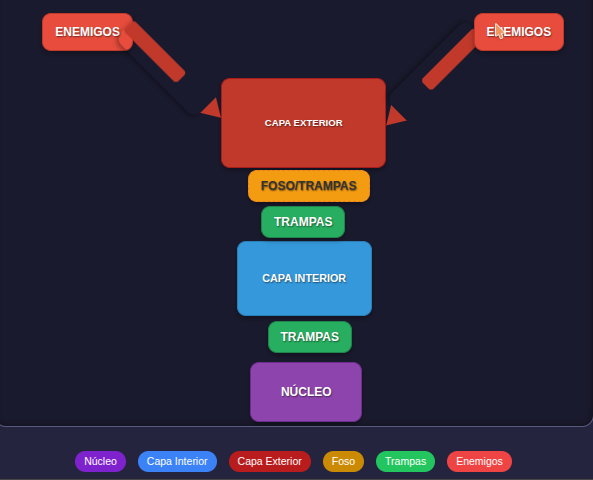 ENEMIGOS
ENEMIGOS
CAPA EXTERIOR
FOSO/TRAMPAS
TRAMPAS
CAPA INTERIOR
TRAMPAS
NÚCLEO
Núcleo Capa Interior Capa Exterior Foso Trampas Enemigos